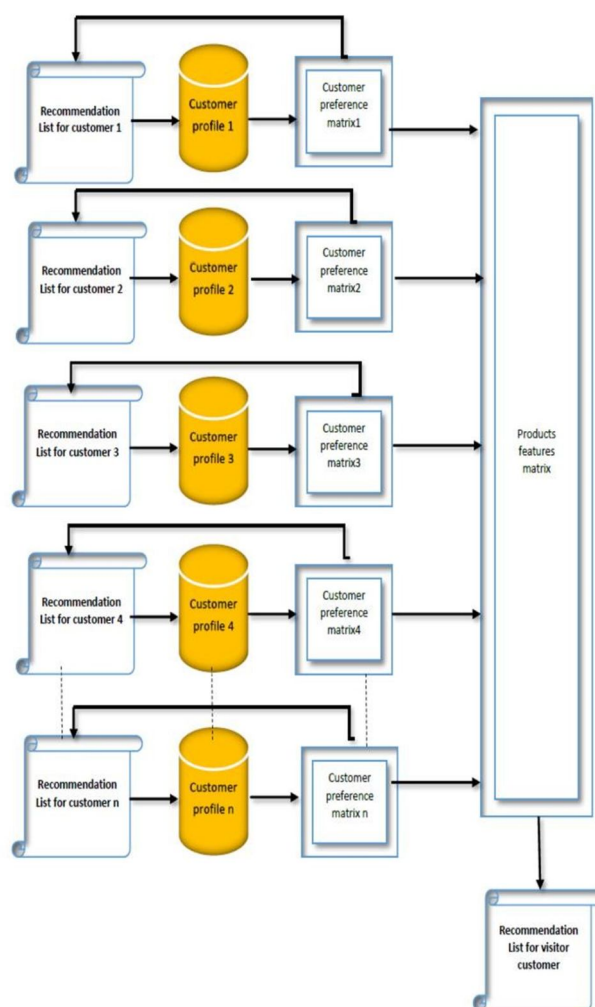 Recommendation
List for customer 1
Customer
profile 1
Customer
preference
matrix1
Recommendation
List for customer 2
Customer
profile 2
Customer
preference
matrix2
Recommendation
List for customer 3
Customer
profile 3
Customer
preference
matrix3
Products
features
matrix
Recommendation
List for customer 4
Customer
profile 4
Customer
preference
matrix4
Recommendation
List for customer n
Customer
profile n
Customer
preference
matrix n
Recommendation
List for visitor
customer